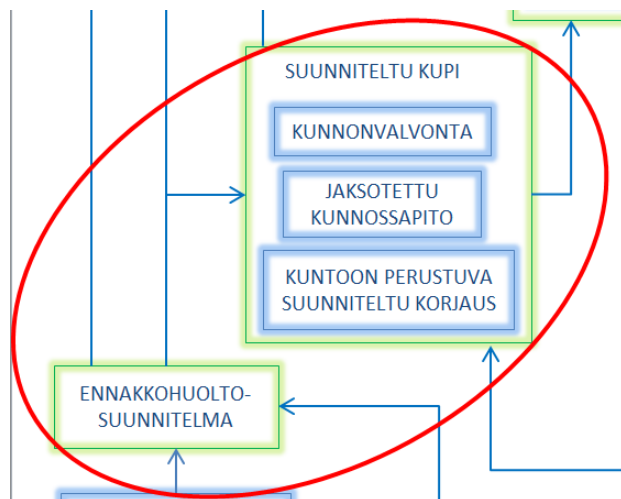 SUUNNITELTU KUPI
KUNNONVALVONTA
JAKSOTETTU
KUNNOSSAPITO
KUNTOON PERUSTUVA
SUUNNITELTU KORJAUS
ENNAKKOHUOLTO-
SUUNNITELMA